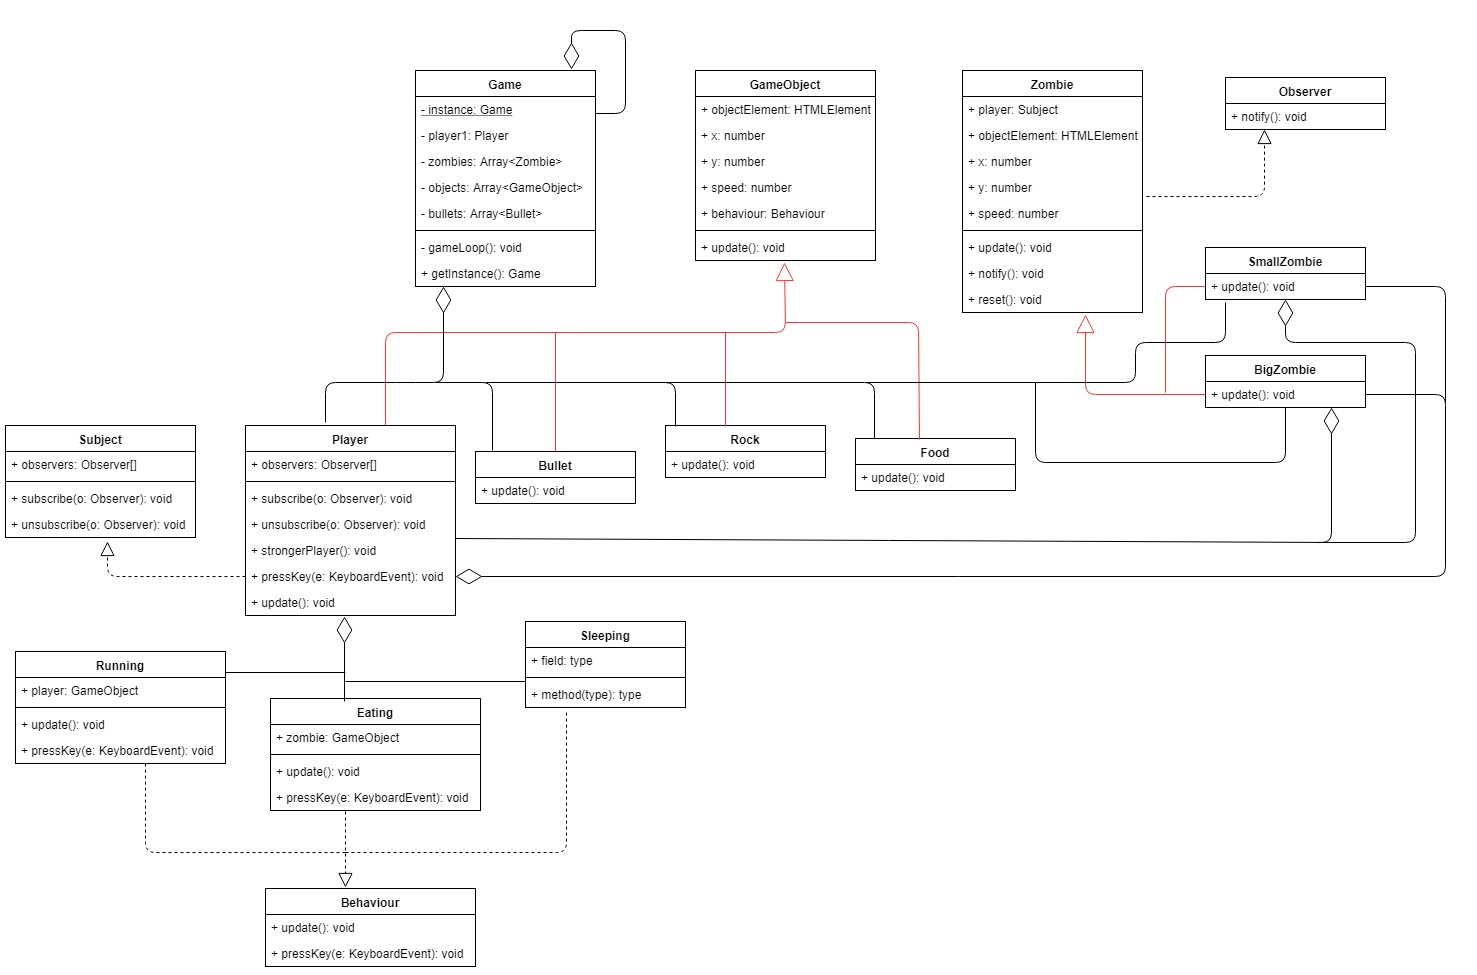 Game
- instance: Game
- player1: Player
- zombies: Array<Zombie>
- objects: Array<GameObject>
- bullets: Array<Bullet>
- gameLoop(): void
+ getInstance(): Game
GameObject
+ objectElement: HTMLElement
+ x: number
+ y: number
+ speed: number
+ behaviour: Behaviour
+ update(): void
Zombie
+ player: Subject
+ objectElement: HTMLElement
+ x: number
+ y: number
+ speed: number
+ update(): void
+ notify(): void
+ reset(): void
Observer
+ notify(): void
SmallZombie
+ update(): void
BigZombie
+ update(): void
Subject
+ observers: Observer[]
+ subscribe(o: Observer): void
+ unsubscribe(o: Observer): void
Player
+ observers: Observer[]
+ subscribe(o: Observer): void
+ unsubscribe(o: Observer): void
+ strongerPlayer(): void
+ pressKey(e: KeyboardEvent): void
+ update(): void
Bullet
+ update(): void
Rock
+ update(): void
Food
+ update(): void
Running
+ player: GameObject
+ update(): void
+ pressKey(e: KeyboardEvent): void
Eating
+ zombie: GameObject
+ update(): void
+ pressKey(e: KeyboardEvent): void
Sleeping
+ field: type
+ method(type): type
Behaviour
+ update(): void
+ pressKey(e: KeyboardEvent): void